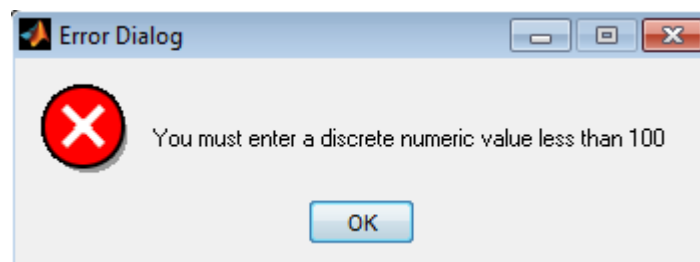 Error Dialog
You must enter a discrete numeric value less than 100
OK